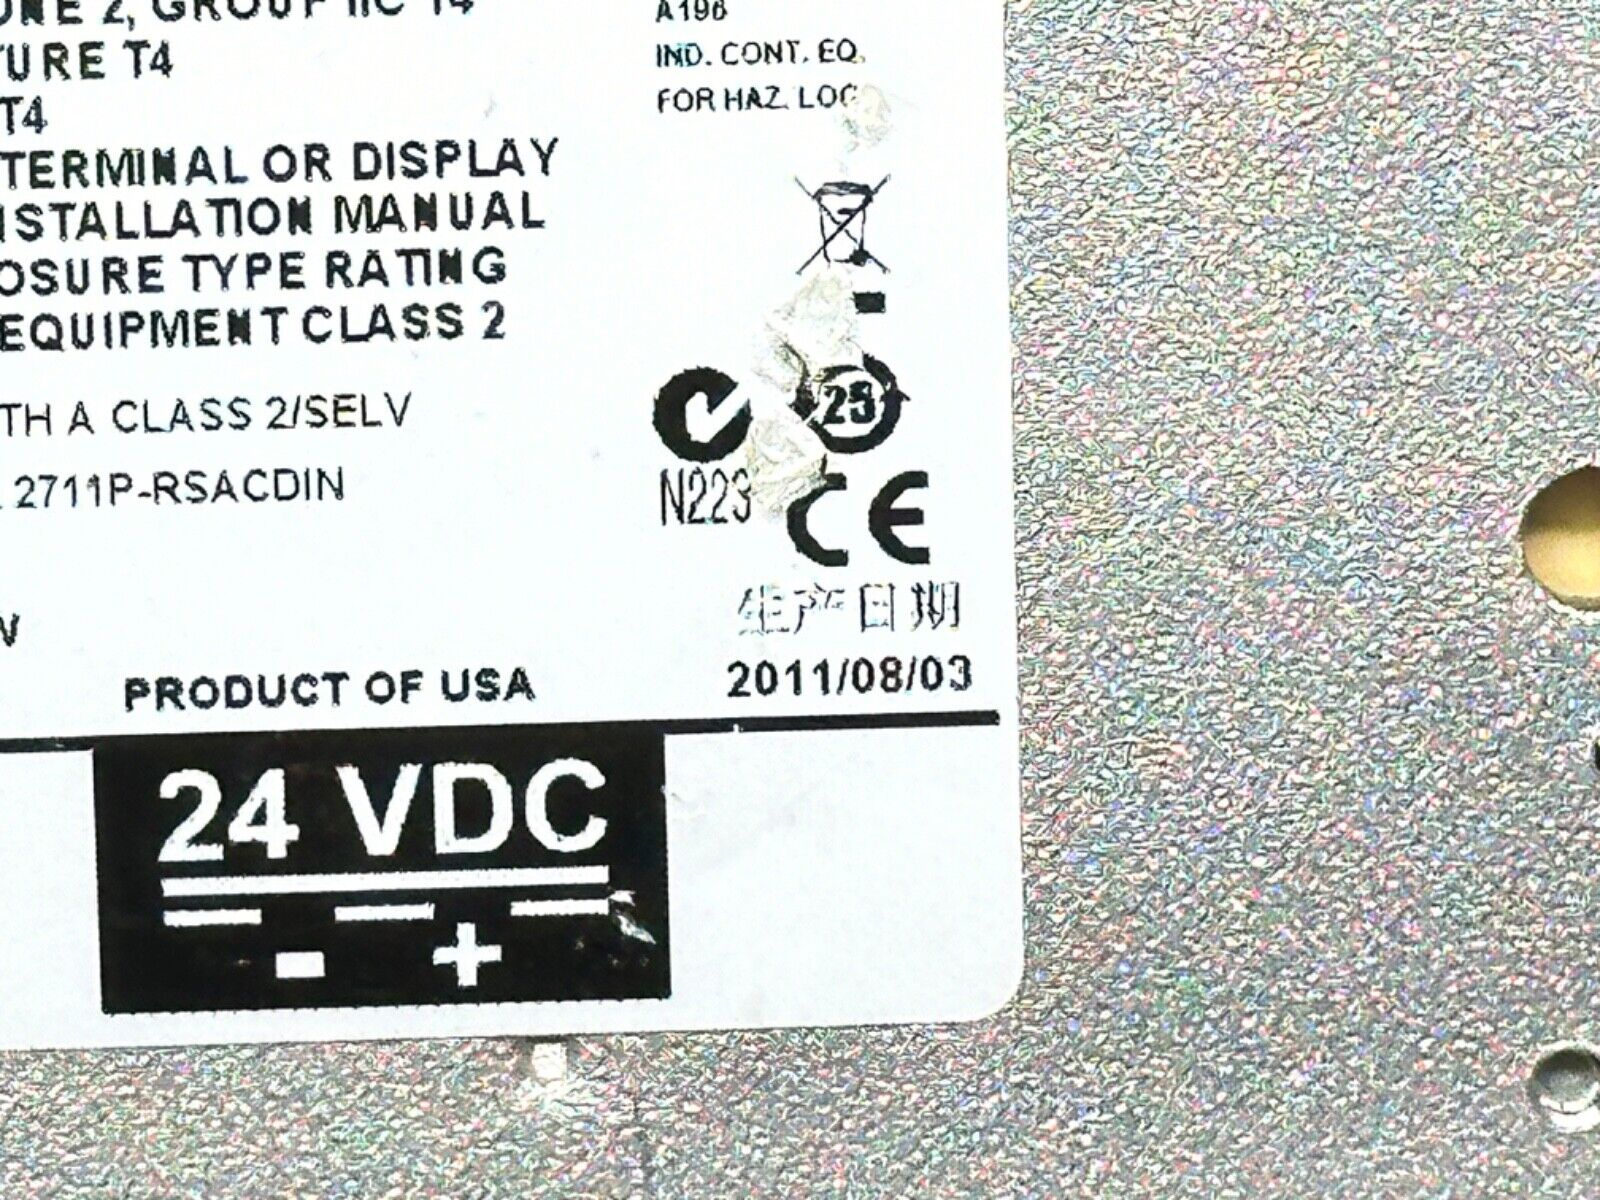 ONE 2, GROUP IIC T4
TURE T4
T4
TERMINAL OR DISPLAY
NSTALLATION MANUAL
OSURE TYPE RATING
EQUIPMENT CLASS 2
TH A CLASS 2/SELV
2711P-RSACDIN
PRODUCT OF USA
A196
IND. CONT. EQ.
FOR HAZ. LOC
25
N223
CE
生产日期
2011/08/03
24 VDC
- +